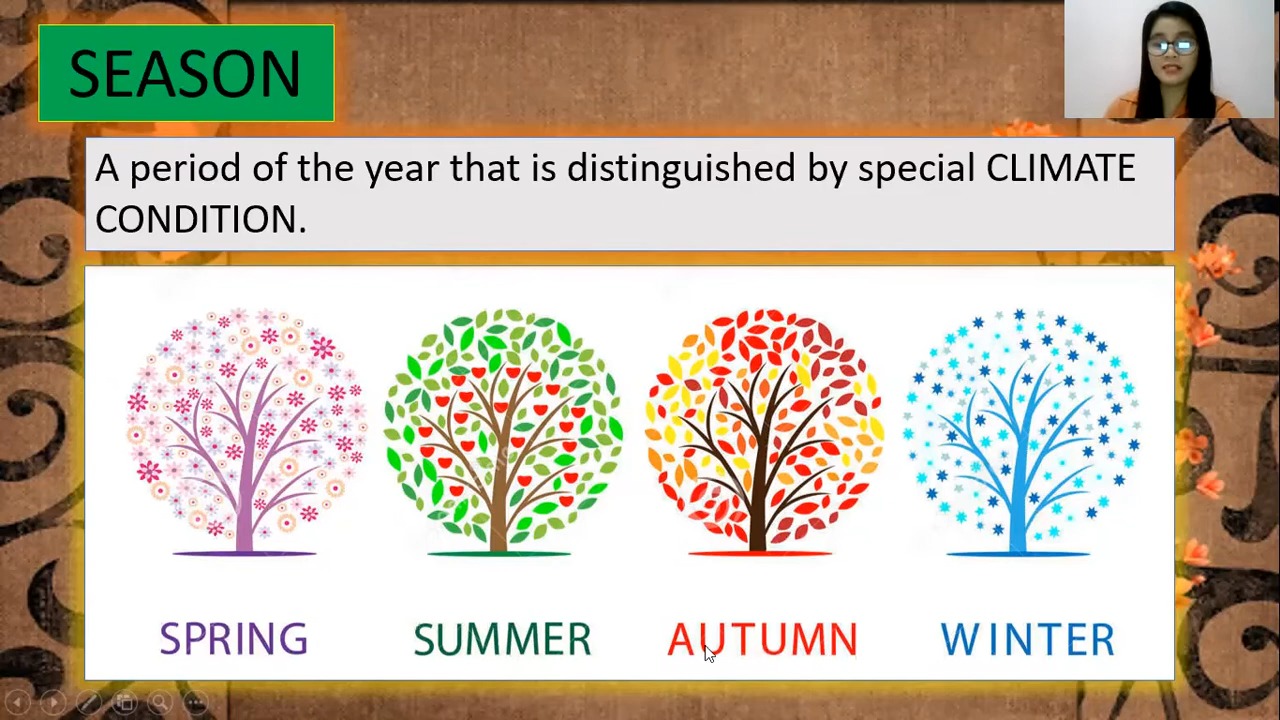 SEASON
A period of the year that is distinguished by special CLIMATE
CONDITION.
SPRING SUMMER AUTUMN WINTER